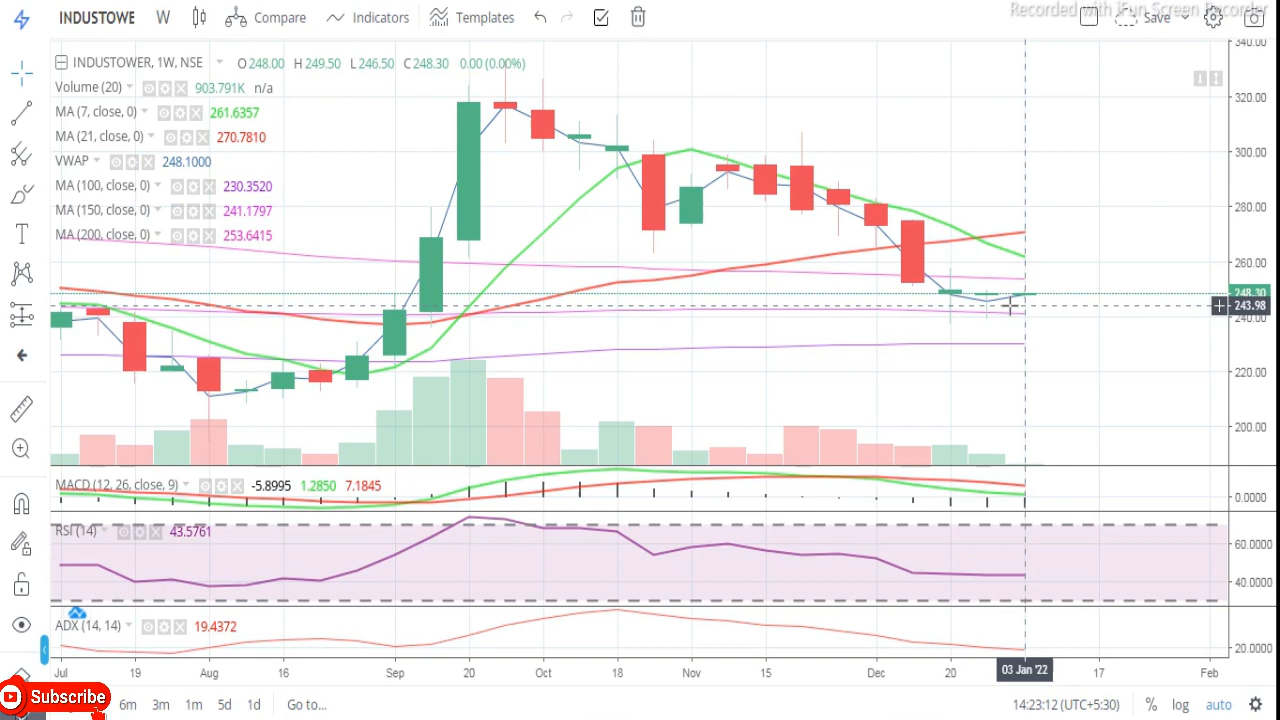 INDUSTOWE W Compare Indicators Templates Save
Recorded with iFun Screen Recorder
INDUSTOWER, 1W, NSE O 248.00 H 249.50 L 246.50 C 248.30 0.00 (0.00%)
Volume (20) 903.791K n/a
MA (7, close, 0) 261.6357
MA (21, close, 0) 270.7810
VWAP 248.1000
MA (100, close, 0) 230.3520
MA (150, close, 0) 241.1797
MA (200, close, 0) 253.6415
340.00
320.00
300.00
280.00
260.00
248.30
243.98
240.00
220.00
200.00
MACD (12, 26, close, 9) -5.8995 1.2850 7.1845
0.0000
RSI (14) 43.5761
60.0000
40.0000
ADX (14, 14) 19.4372
20.0000
Jul 19 Aug 16 Sep 20 Oct 18 Nov 15 Dec 20 03 Jan '22 17 Feb
Subscribe
6m 3m 1m 5d 1d Go to... 14:23:12 (UTC+5:30) % log auto